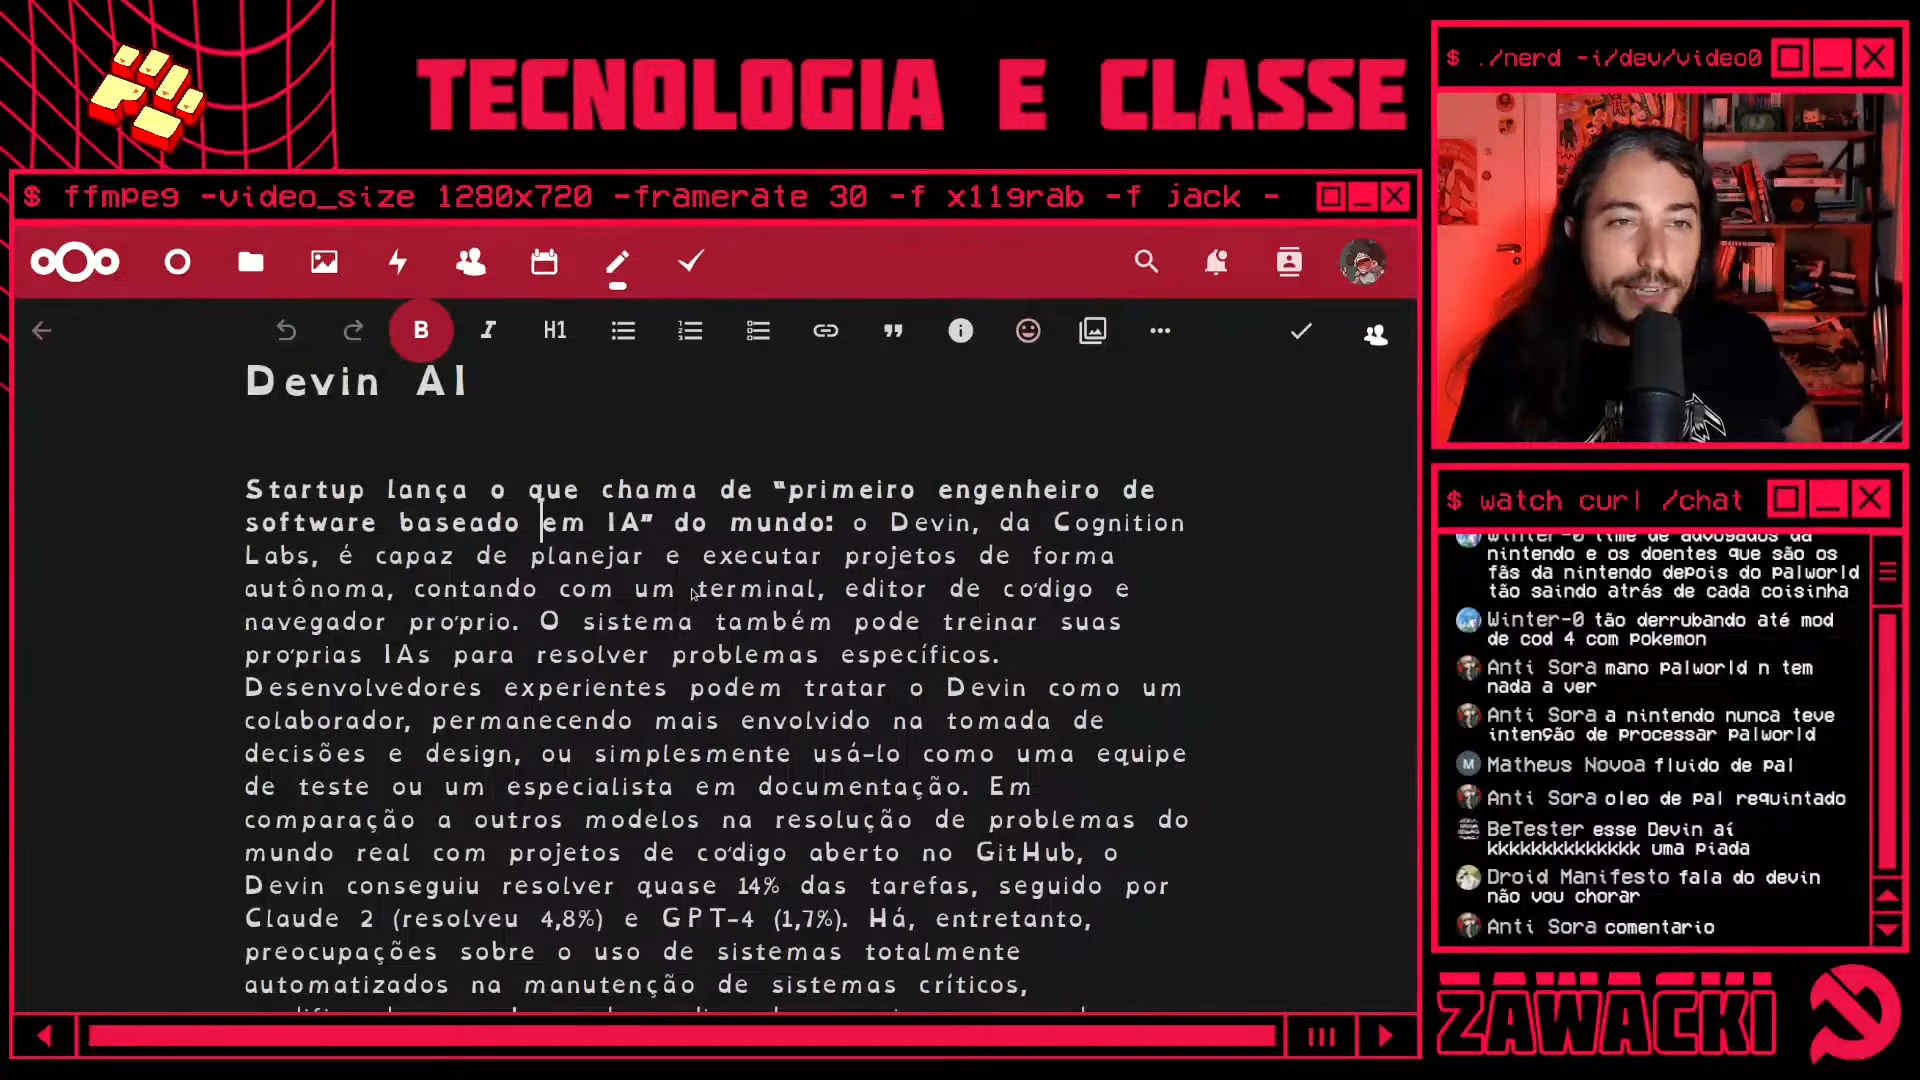 TECNOLOGIA E CLASSE
$ ./nerd -i/dev/video0
$ ffmpeg -video_size 1280x720 -framerate 30 -f x11grab -f jack -
B I H1
Devin AI
Startup lança o que chama de "primeiro engenheiro de
software baseado em IA" do mundo: o Devin, da Cognition
Labs, é capaz de planejar e executar projetos de forma
autônoma, contando com um terminal, editor de código e
navegador próprio. O sistema também pode treinar suas
próprias IAs para resolver problemas específicos.
Desenvolvedores experientes podem tratar o Devin como um
colaborador, permanecendo mais envolvido na tomada de
decisões e design, ou simplesmente usá-lo como uma equipe
de teste ou um especialista em documentação. Em
comparação a outros modelos na resolução de problemas do
mundo real com projetos de código aberto no GitHub, o
Devin conseguiu resolver quase 14% das tarefas, seguido por
Claude 2 (resolveu 4,8%) e GPT-4 (1,7%). Há, entretanto,
preocupações sobre o uso de sistemas totalmente
automatizados na manutenção de sistemas críticos,
$ watch curl /chat
Winter-0 time de advogados da
nintendo e os doentes que são os
fãs da nintendo depois do palworld
tão saindo atrás de cada coisinha
Winter-0 tão derrubando até mod
de cod 4 com pokemon
Anti Sora mano palworld n tem
nada a ver
Anti Sora a nintendo nunca teve
intenção de processar palworld
M Matheus Novoa fluido de pal
Anti Sora oleo de pal requintado
BeTester esse Devin aí
kkkkkkkkkkkkkk uma piada
Droid Manifesto fala do devin
não vou chorar
Anti Sora comentario
ZAWACKI